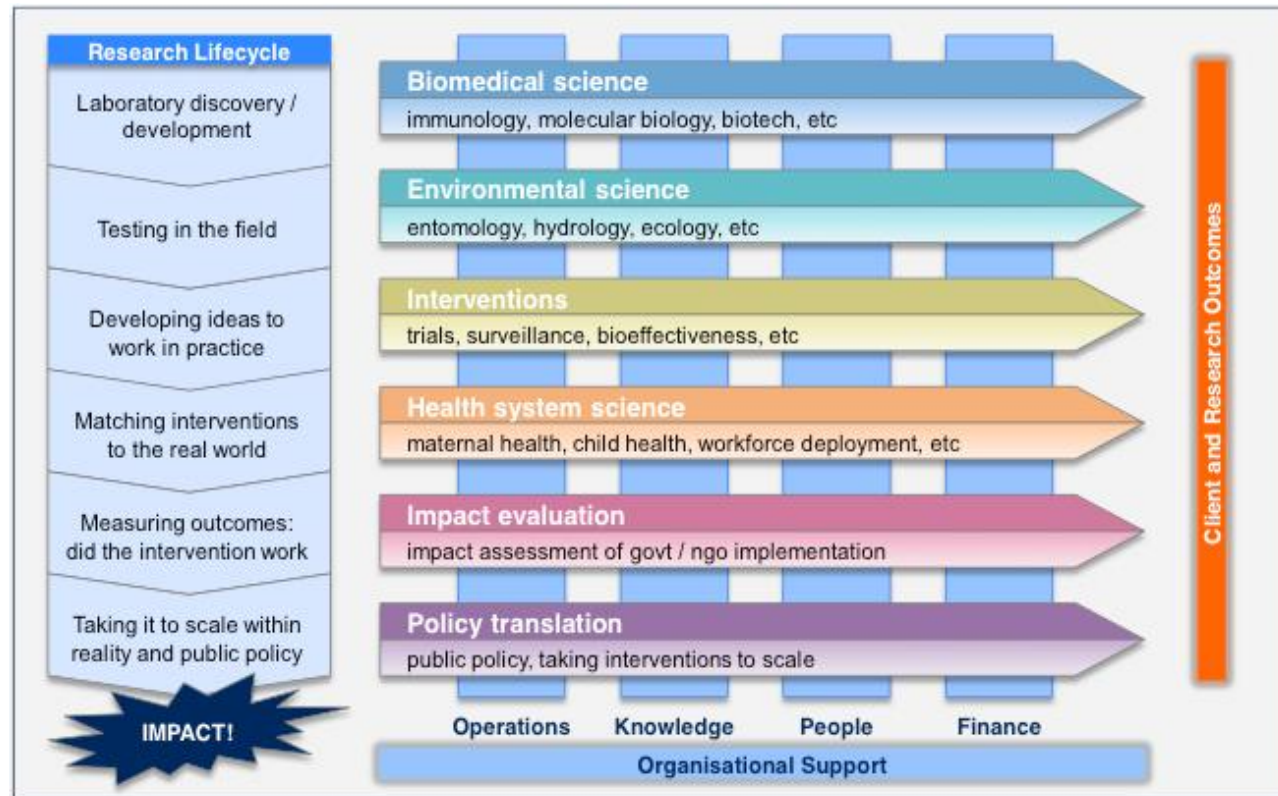 Research Lifecycle
Laboratory discovery /
development
Testing in the field
Developing ideas to
work in practice
Matching interventions
to the real world
Measuring outcomes:
did the intervention work
Taking it to scale within
reality and public policy
IMPACT!
Biomedical science
immunology, molecular biology, biotech, etc
Environmental science
entomology, hydrology, ecology, etc
Interventions
trials, surveillance, bioeffectiveness, etc
Health system science
maternal health, child health, workforce deployment, etc
Impact evaluation
impact assessment of govt / ngo implementation
Policy translation
public policy, taking interventions to scale
Operations
Knowledge
People
Finance
Organisational Support
Client and Research Outcomes